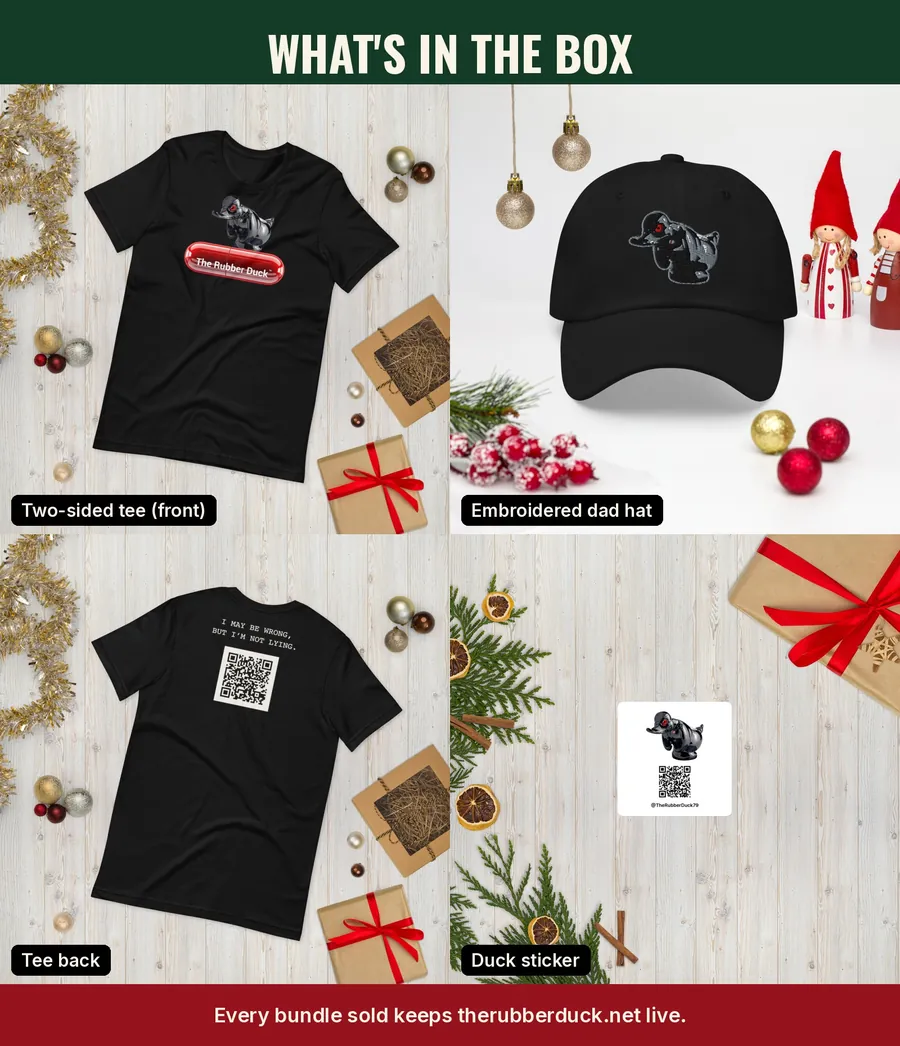 WHAT'S IN THE BOX
The Rubber Duck
Two-sided tee (front)
Embroidered dad hat
I MAY BE WRONG,
BUT I'M NOT LYING.
Tee back
@TheRubberDuck79
Duck sticker
Every bundle sold keeps therubberduck.net live.